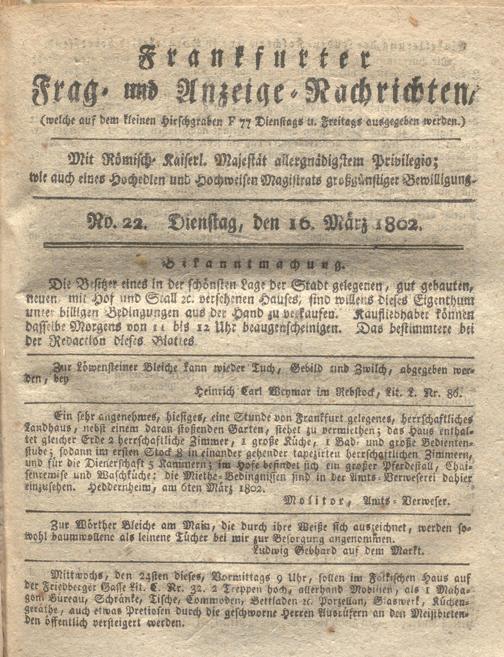 Frankfurter
Frag- und Anzeige-Nachrichten,
(welche auf dem kleinen Hirschgraben F 77 Dienstags u. Freitags ausgegeben werden.)
Mit Römisch- Kaiserl. Majestät allergnädigstem Privilegio;
wie auch eines Hochedlen und Hochweisen Magistrats großgünstiger Bewilligung.
No. 22. Dienstag, den 16. März 1802.
Bekanntmachung.
Die Besitzer eines in der schönsten Lage der Stadt gelegenen, gut gebauten,
neuen, mit Hof und Stall ꝛc. versehenen Hauses, sind willens dieses Eigenthum
unter billigen Bedingungen aus der Hand zu verkaufen. Kaufliebhaber können
dasselbe Morgens von 11 bis 12 Uhr beaugenscheinigen. Das bestimmtere bei
der Redaction dieses Blattes.
Zur Löwensteiner Bleiche kann wieder Tuch, Gebild und Zwilch, abgegeben wer-
den, bey
Heinrich Carl Weymar im Rebstock, Lit. L. Nr. 86.
Ein sehr angenehmes, hiesiges, eine Stunde von Frankfurt gelegenes, herrschaftliches
Landhaus, nebst einem daran stoßenden Garten, stehet zu vermiethen; das Haus enthäl-
tet gleicher Erde 2 herrschaftliche Zimmer, 1 große Küche, 1 Bad- und große Bedienten-
stube; sodann im ersten Stock 8 in einander gehender tapezirten herrschaftlichen Zimmern,
und für die Dienerschaft 5 Kammern; im Hofe befindet sich ein großer Pferdestall, Chai-
senremise und Waschküche; die Miethe-Bedingnissen sind in der Amts-Verweserei dahier
einzusehen. Heddernheim, am 6ten März 1802.
Molitor, Amts-Verweser.
Zur Wörther Bleiche am Main, die durch ihre Weiße sich auszeichnet, werden so-
wohl baumwollene als leinene Tücher bei mir zur Besorgung angenommen.
Ludwig Gebhard auf dem Markt.
Mittwochs, den 24sten dieses, Vormittags 9 Uhr, sollen im Haus auf
der Friedberger Gasse Lit. C. Nr. 32. 2 Treppen hoch, allerhand Mobilien, als 1 Maha-
goni Büreau, Schränke, Tische, Commoden, Bettladen ꝛc. Porzellan, Glaswerk, Küchen-
geräthe, auch etwas Pretiosen durch die geschworne Herren Ausrüfern an den Meistbieten-
den öffentlich versteigert werden.